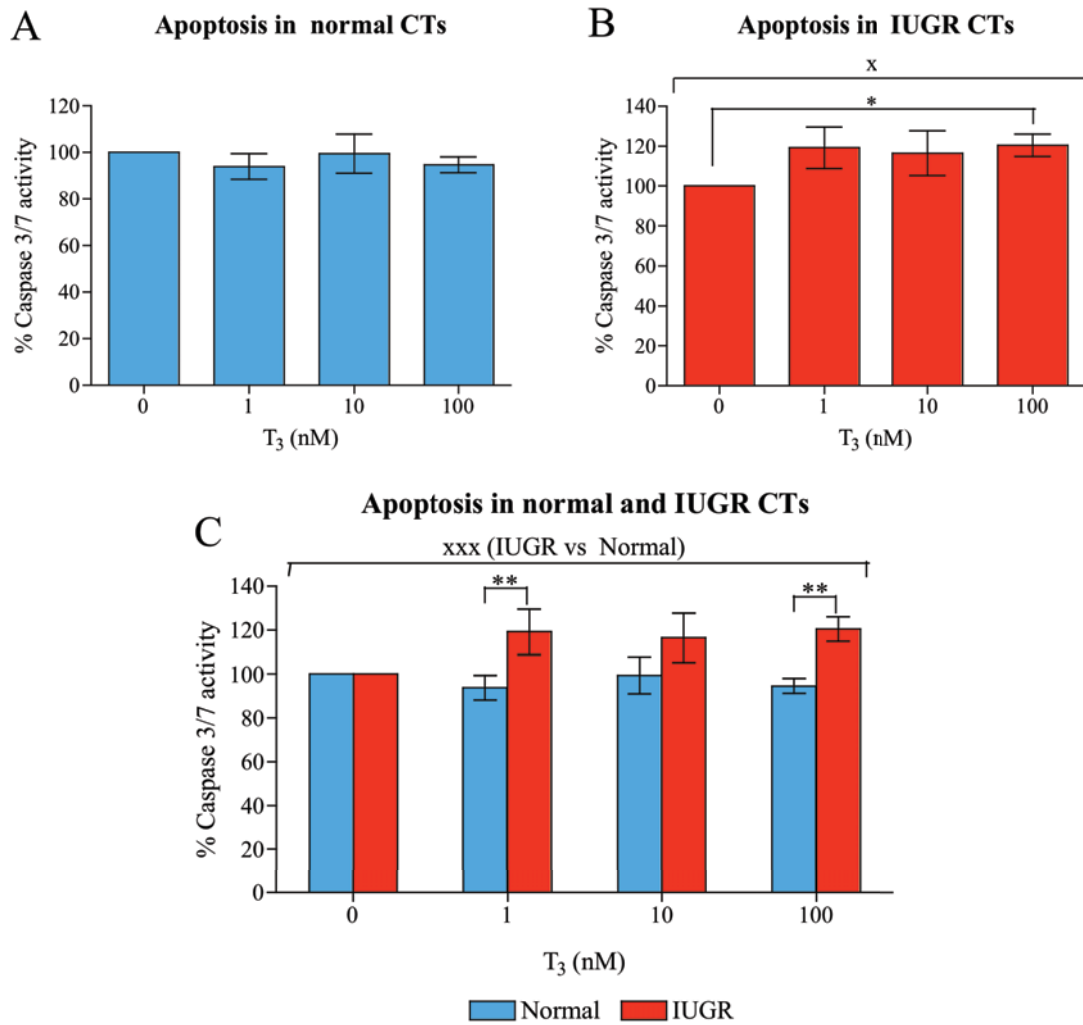 A
Apoptosis in normal CTs
% Caspase 3/7 activity
120
100
80
60
40
20
0
0 1 10 100
T3 (nM)
B
Apoptosis in IUGR CTs
x
*
% Caspase 3/7 activity
140
120
100
80
60
40
20
0
0 1 10 100
T3 (nM)
C
Apoptosis in normal and IUGR CTs
xxx (IUGR vs Normal)
** **
% Caspase 3/7 activity
140
120
100
80
60
40
20
0
0 1 10 100
T3 (nM)
Normal IUGR